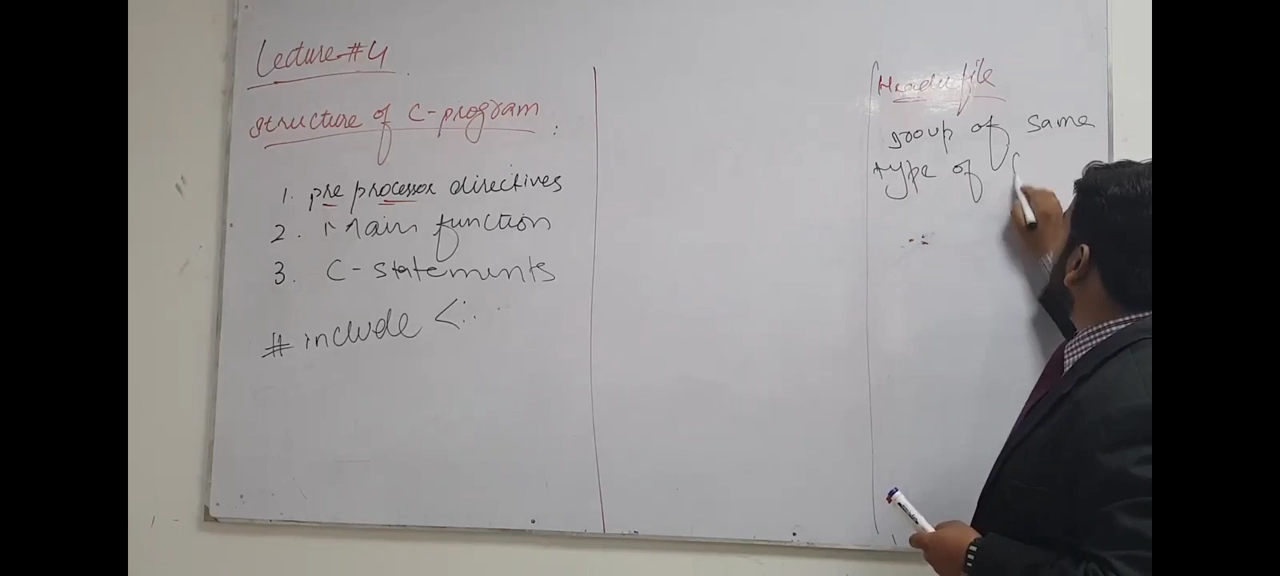 Lecture #4
structure of C-program :
1. pre processor directives
2. Main function
3. C-statements
# include <
Header file
group of same
type of